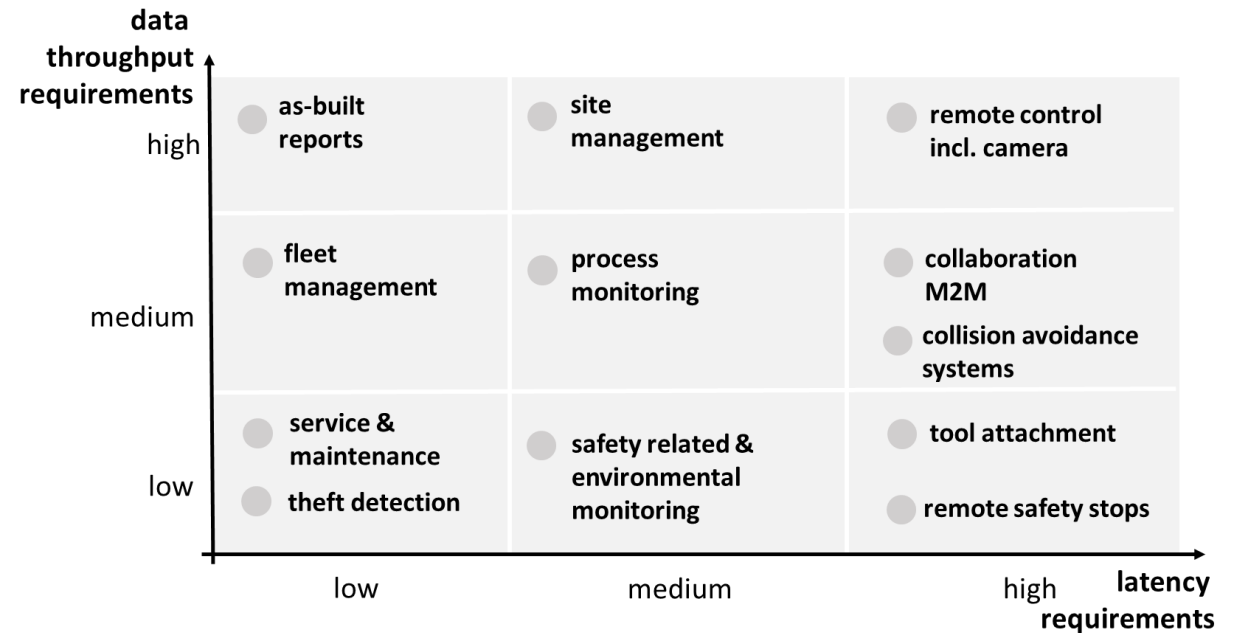 data
throughput
requirements
high
as-built
reports
site
management
remote control
incl. camera
medium
fleet
management
process
monitoring
collaboration
M2M
collision avoidance
systems
low
service &
maintenance
theft detection
safety related &
environmental
monitoring
tool attachment
remote safety stops
low
medium
high
latency
requirements